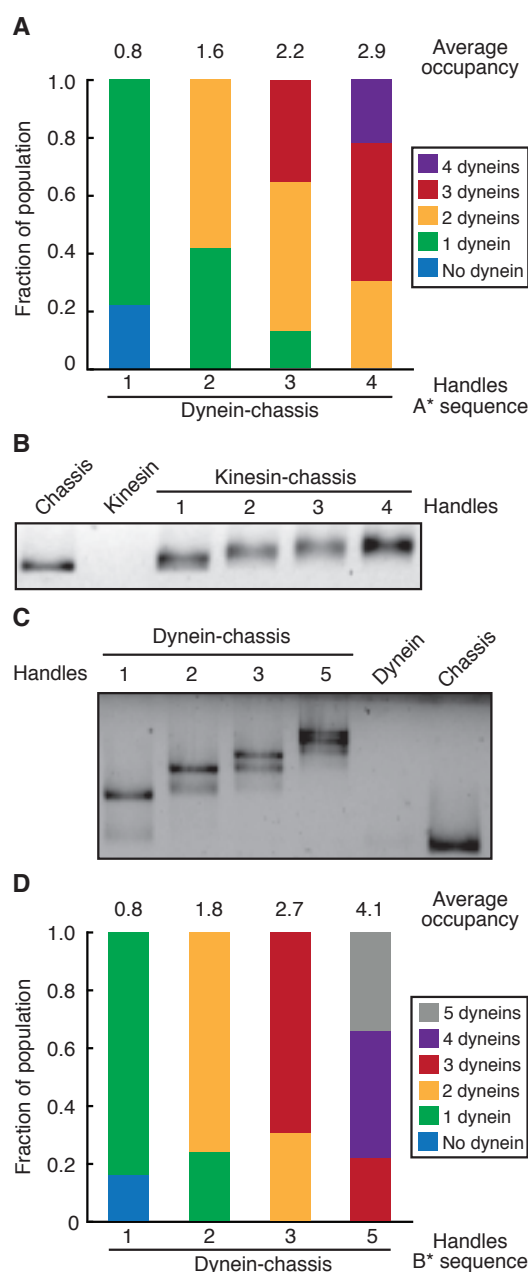 A
0.8 1.6 2.2 2.9 Average
occupancy
1.0
0.8
0.6
0.4
0.2
0
Fraction of population
4 dyneins
3 dyneins
2 dyneins
1 dynein
No dynein
1 2 3 4 Handles
Dynein-chassis A* sequence
B
Chassis Kinesin Kinesin-chassis
1 2 3 4 Handles
C
Dynein-chassis Dynein Chassis
Handles 1 2 3 5
D
0.8 1.8 2.7 4.1 Average
occupancy
1.0
0.8
0.6
0.4
0.2
0
Fraction of population
5 dyneins
4 dyneins
3 dyneins
2 dyneins
1 dynein
No dynein
1 2 3 5 Handles
Dynein-chassis B* sequence